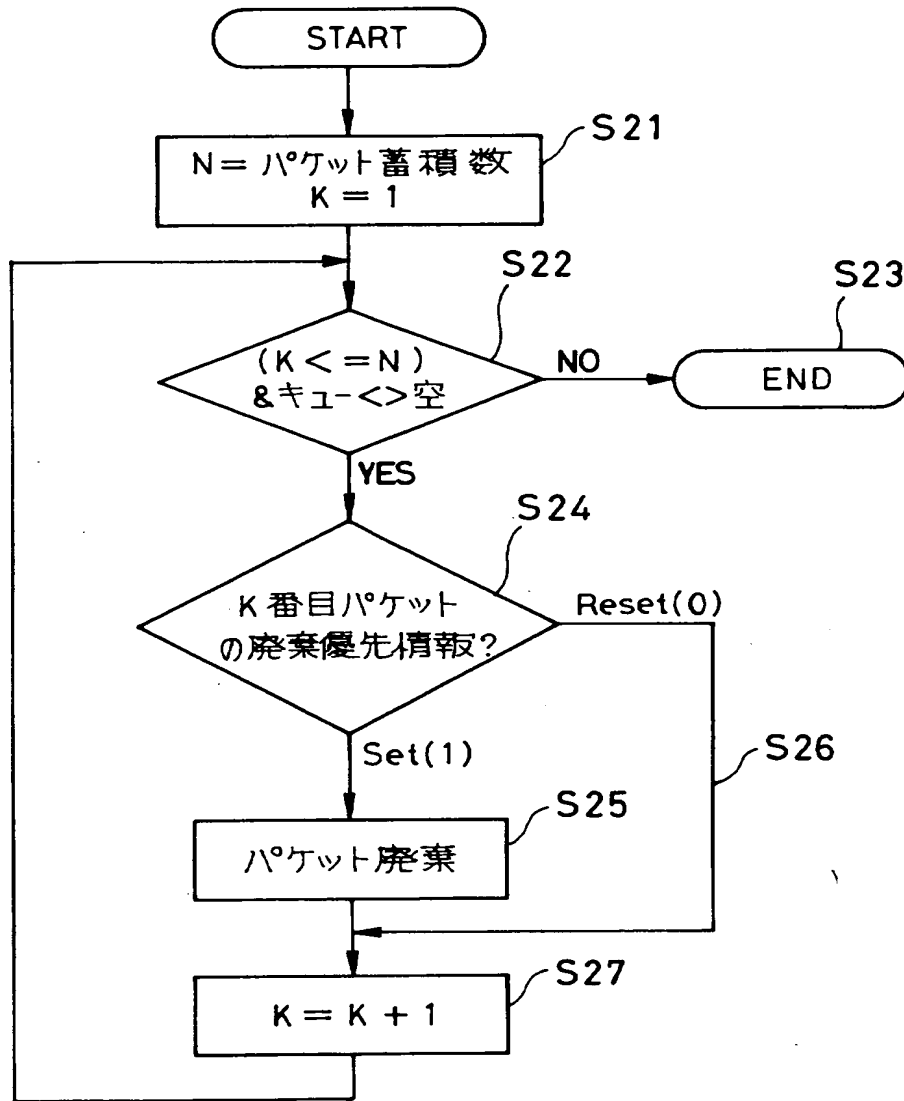 START
S21
N = パケット蓄積数
K = 1
S22
S23
(K <= N)
&キュー<>空
NO
END
YES
S24
K番目パケット
の廃棄優先情報?
Reset(0)
Set(1)
S26
S25
パケット廃棄
S27
K = K + 1